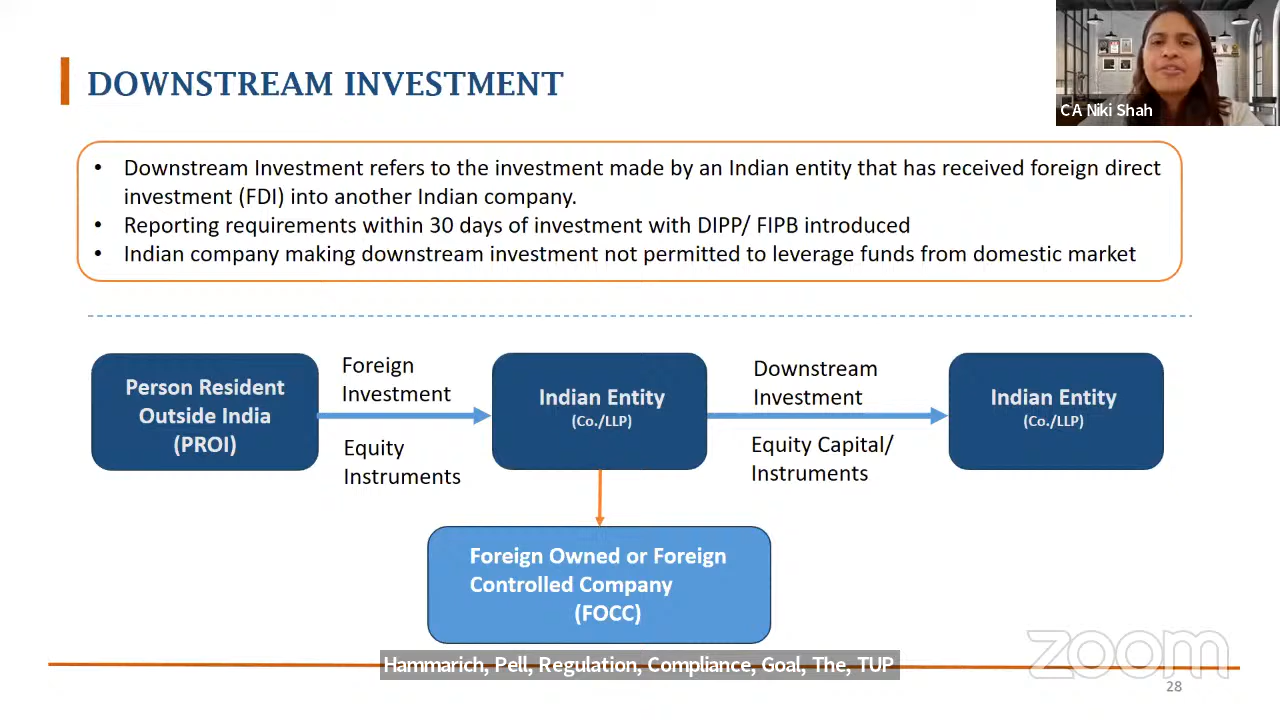 DOWNSTREAM INVESTMENT
CA Niki Shah
• Downstream Investment refers to the investment made by an Indian entity that has received foreign direct
investment (FDI) into another Indian company.
• Reporting requirements within 30 days of investment with DIPP/ FIPB introduced
• Indian company making downstream investment not permitted to leverage funds from domestic market
Person Resident
Outside India
(PROI)
Foreign
Investment
Equity
Instruments
Indian Entity
(Co./LLP)
Downstream
Investment
Equity Capital/
Instruments
Indian Entity
(Co./LLP)
Foreign Owned or Foreign
Controlled Company
(FOCC)
Hammarich, Pell, Regulation, Compliance, Goal, The, TUP
zoom
28